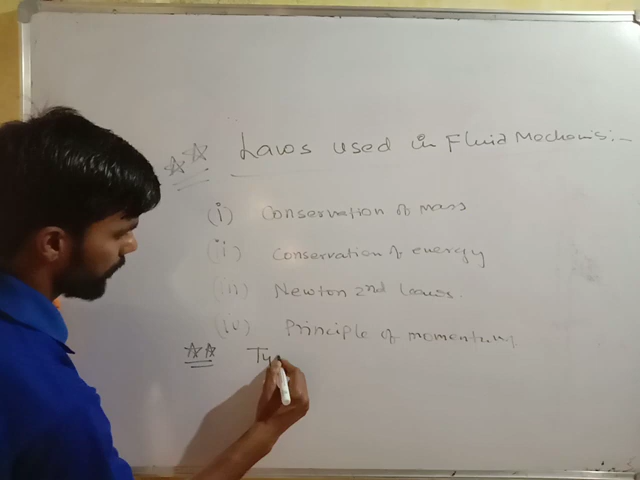 Laws used in Fluid Mechanis:-
(i) Conservation of mass
(ii) Conservation of energy
(iii) Newton 2nd Laws.
(iv) Principle of momentum.
Ty